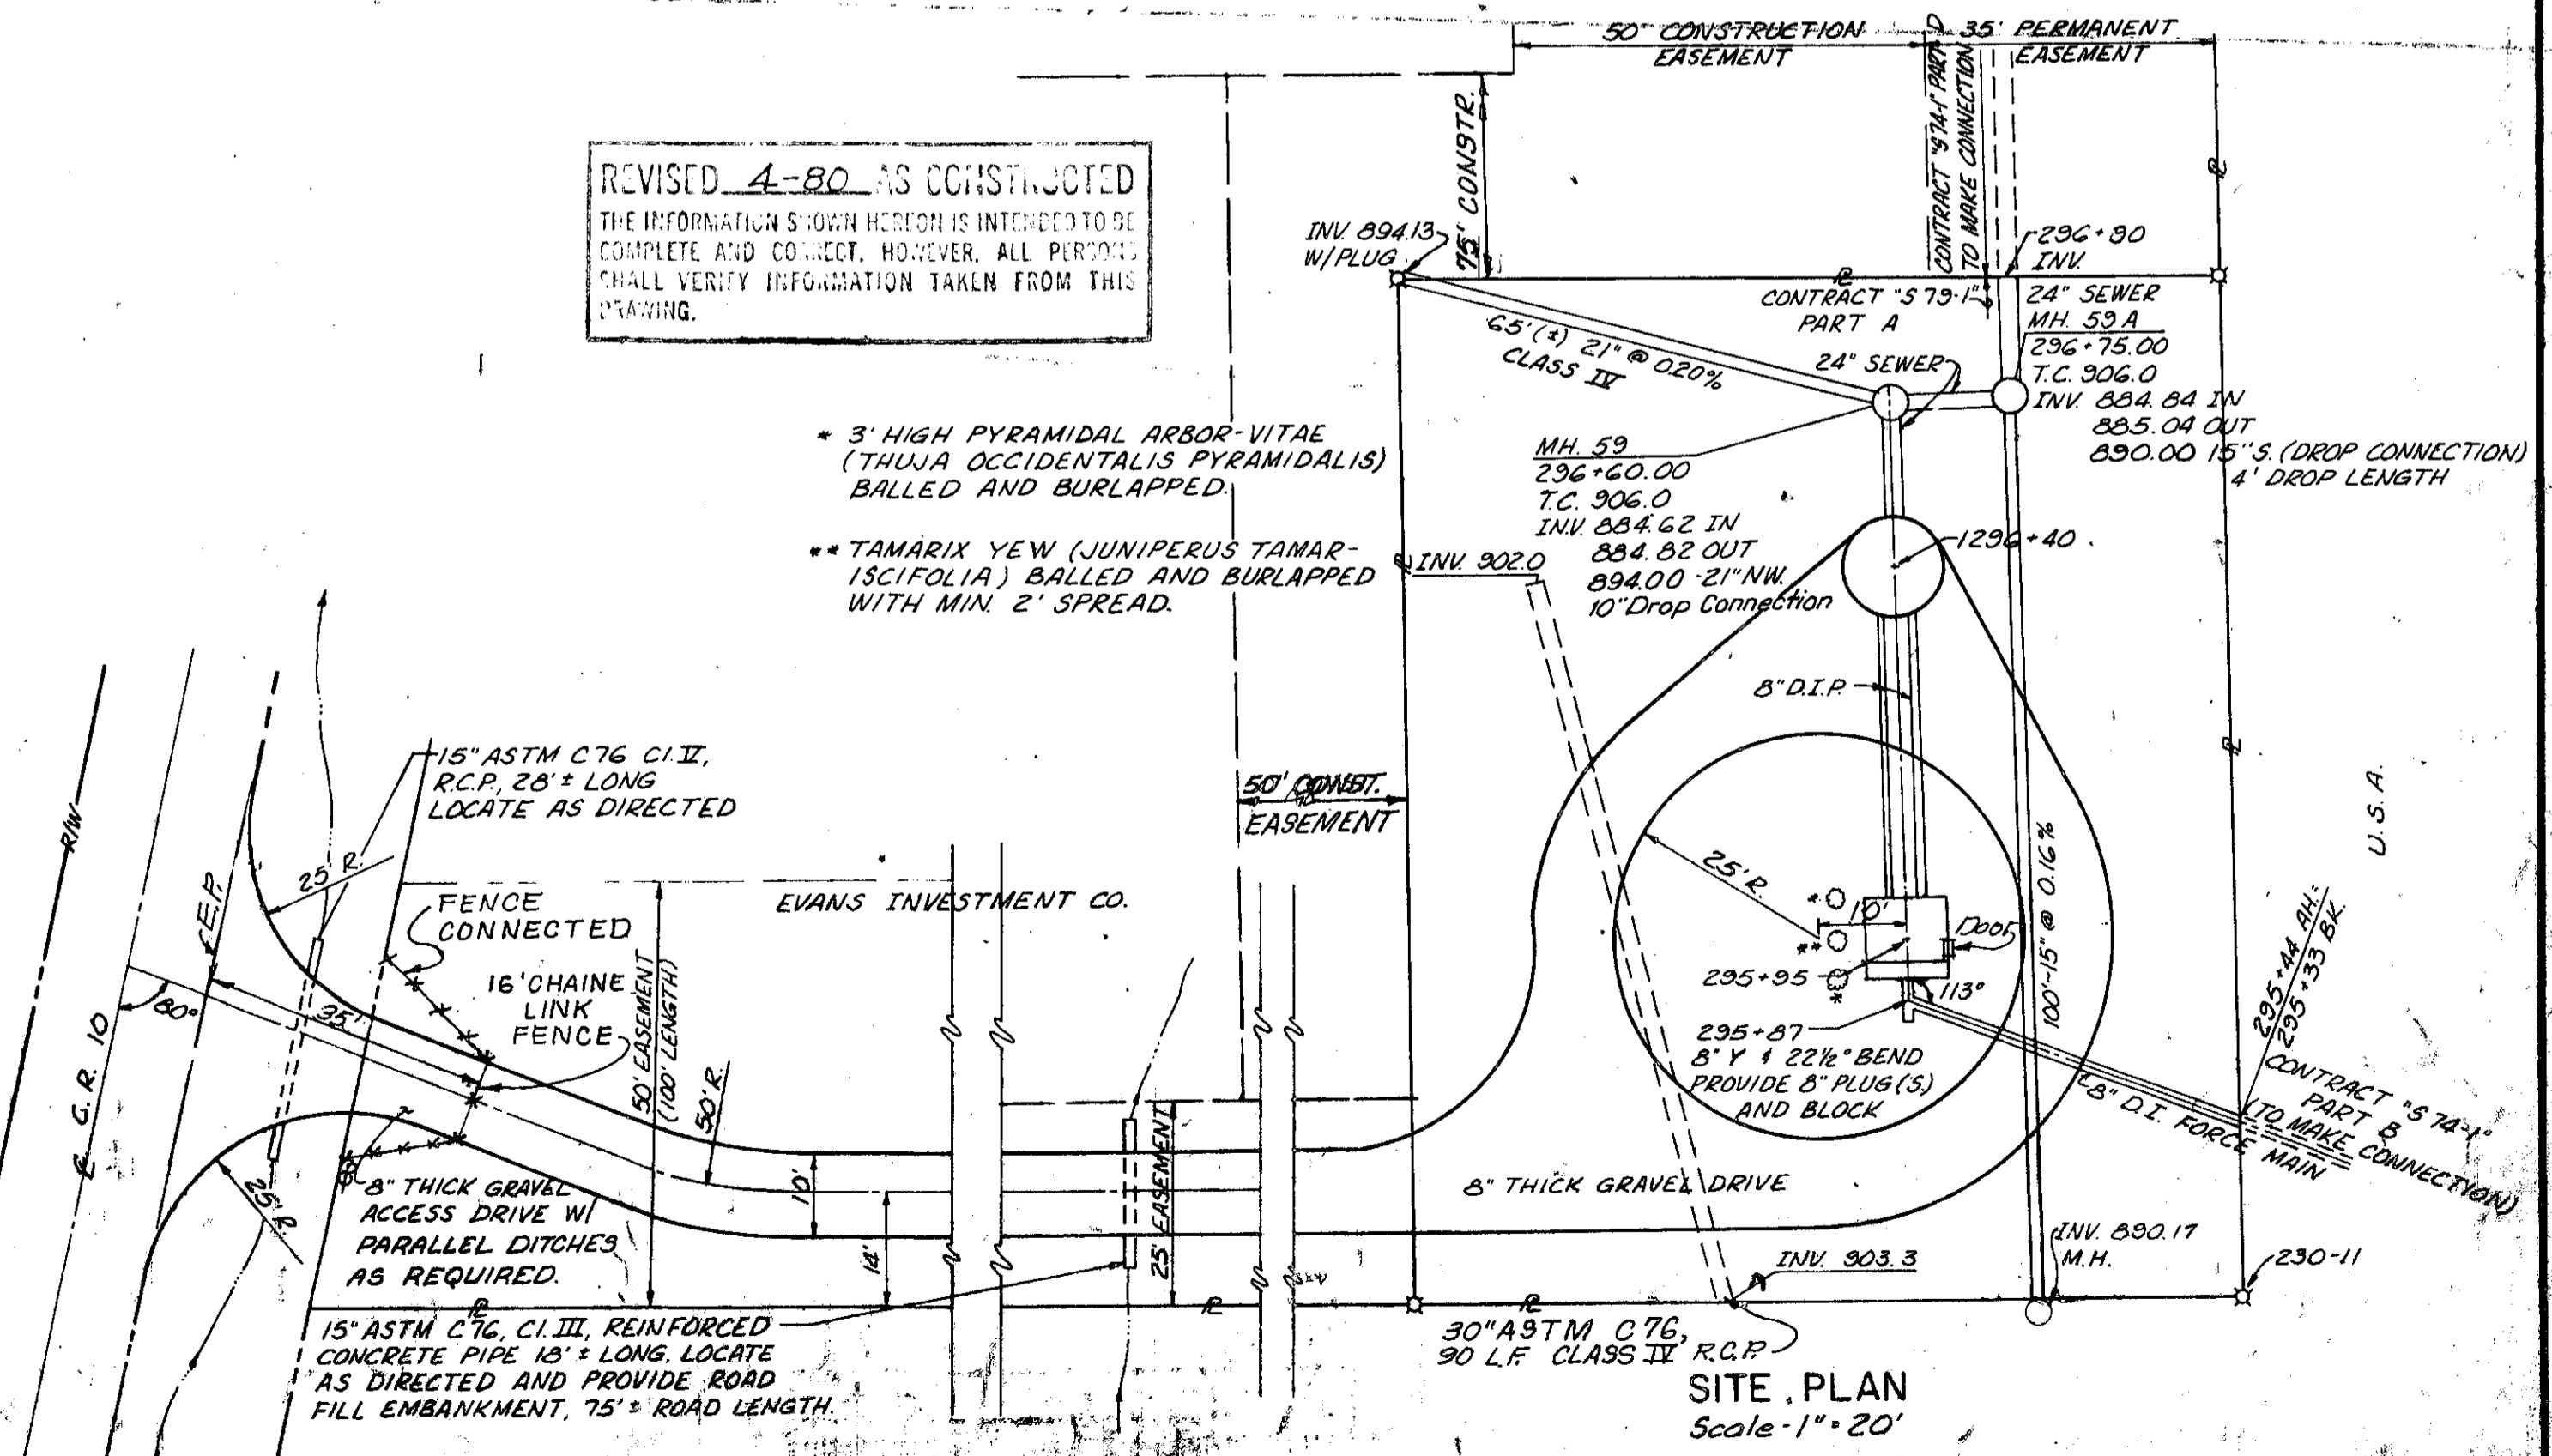 50' CONSTRUCTION
EASEMENT
35' PERMANENT
EASEMENT
CONTRACT "S74-1" PART D
TO MAKE CONNECTION
75' CONSTR.
REVISED 4-80 AS CONSTRUCTED
THE INFORMATION SHOWN HEREON IS INTENDED TO BE
COMPLETE AND CORRECT. HOWEVER, ALL PERSONS
SHALL VERIFY INFORMATION TAKEN FROM THIS
DRAWING.
INV. 894.13
W/PLUG
296+90
INV.
CONTRACT "S 79-1"
PART A
65' (±) 21" @ 0.20%
CLASS IV
24" SEWER
24" SEWER
MH. 59 A
296+75.00
T.C. 906.0
INV. 884.84 IN
885.04 OUT
890.00 15" S. (DROP CONNECTION)
4' DROP LENGTH
* 3' HIGH PYRAMIDAL ARBOR-VITAE
(THUJA OCCIDENTALIS PYRAMIDALIS)
BALLED AND BURLAPPED.
** TAMARIX YEW (JUNIPERUS TAMAR-
ISCIFOLIA) BALLED AND BURLAPPED
WITH MIN. 2' SPREAD.
MH. 59
296+60.00
T.C. 906.0
INV. 884.62 IN
884.82 OUT
894.00 -21" NW.
10" Drop Connection
INV. 902.0
1296+40
8" D.I.P.
15" ASTM C76 Cl. IV,
R.C.P., 28' ± LONG
LOCATE AS DIRECTED
50' CONST.
EASEMENT
U.S.A.
R/W
25' R.
E.P.
FENCE
CONNECTED
EVANS INVESTMENT CO.
16' CHAINE
LINK
FENCE
50' EASEMENT
(100' LENGTH)
35'
80°
℄ C.R. 10
50' R.
25' R.
10'
Door
295+95
113°
100'-15" @ 0.16%
295+44 AH.=
295+33 BK.
295+87
8" Y & 22½° BEND
PROVIDE 8" PLUG(S)
AND BLOCK
CONTRACT "S 74-1"
PART B
(TO MAKE CONNECTION)
8" D.I. FORCE MAIN
25' R.
8" THICK GRAVEL
ACCESS DRIVE W/
PARALLEL DITCHES
AS REQUIRED.
10'
14'
25' EASEMENT
8" THICK GRAVEL DRIVE
INV. 903.3
INV. 890.17
M.H.
230-11
15" ASTM C76, Cl. III, REINFORCED
CONCRETE PIPE 18' ± LONG. LOCATE
AS DIRECTED AND PROVIDE ROAD
FILL EMBANKMENT, 75' ± ROAD LENGTH.
30" ASTM C76,
90 L.F. CLASS IV R.C.P.
SITE PLAN
Scale - 1" = 20'